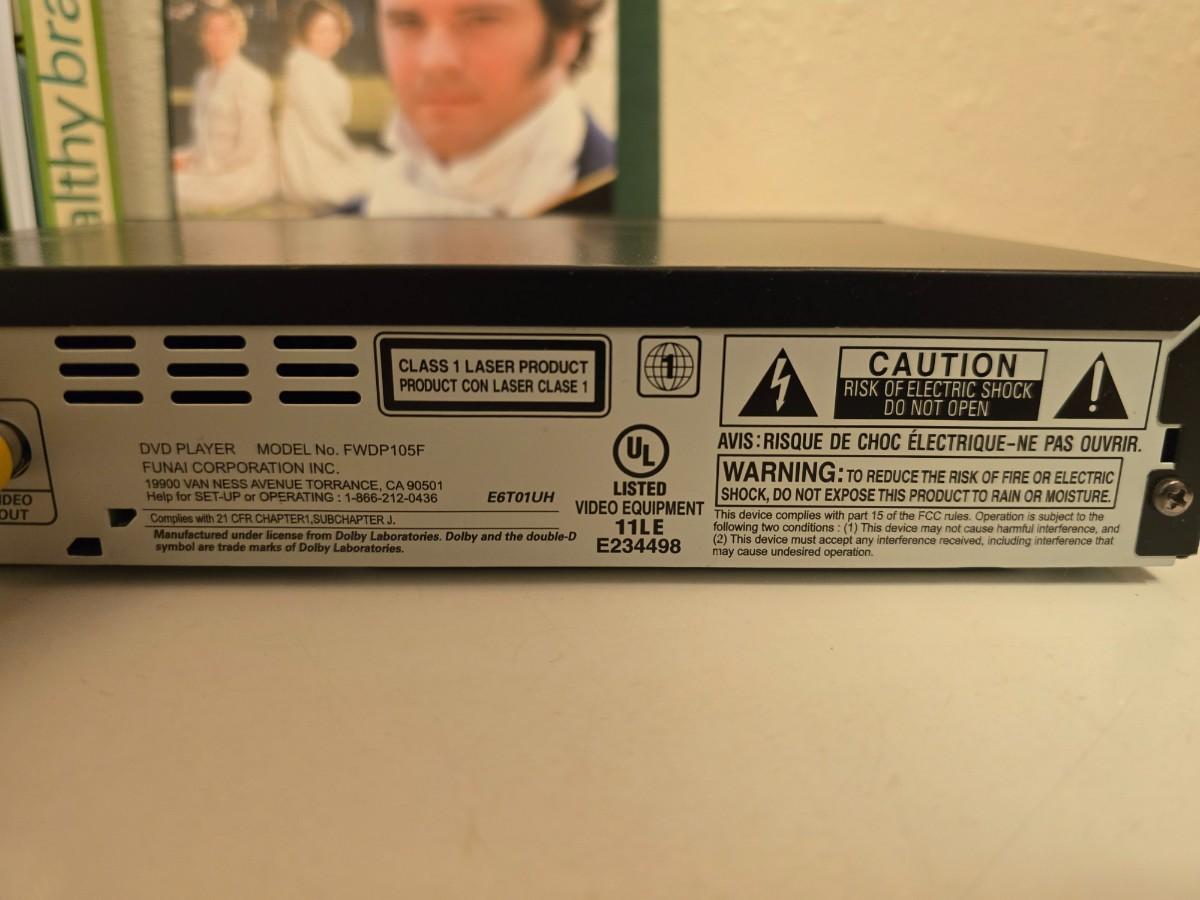 althy bra
CLASS 1 LASER PRODUCT
PRODUCT CON LASER CLASE 1
1
CAUTION
RISK OF ELECTRIC SHOCK
DO NOT OPEN
AVIS: RISQUE DE CHOC ÉLECTRIQUE-NE PAS OUVRIR.
WARNING: TO REDUCE THE RISK OF FIRE OR ELECTRIC
SHOCK, DO NOT EXPOSE THIS PRODUCT TO RAIN OR MOISTURE.
This device complies with part 15 of the FCC rules. Operation is subject to the
following two conditions : (1) This device may not cause harmful interference, and
(2) This device must accept any interference received, including interference that
may cause undesired operation.
UL
LISTED
VIDEO EQUIPMENT
11LE
E234498
DVD PLAYER MODEL No. FWDP105F
FUNAI CORPORATION INC.
19900 VAN NESS AVENUE TORRANCE, CA 90501
Help for SET-UP or OPERATING : 1-866-212-0436 E6T01UH
Complies with 21 CFR CHAPTER1,SUBCHAPTER J.
Manufactured under license from Dolby Laboratories. Dolby and the double-D
symbol are trade marks of Dolby Laboratories.
IDEO
OUT